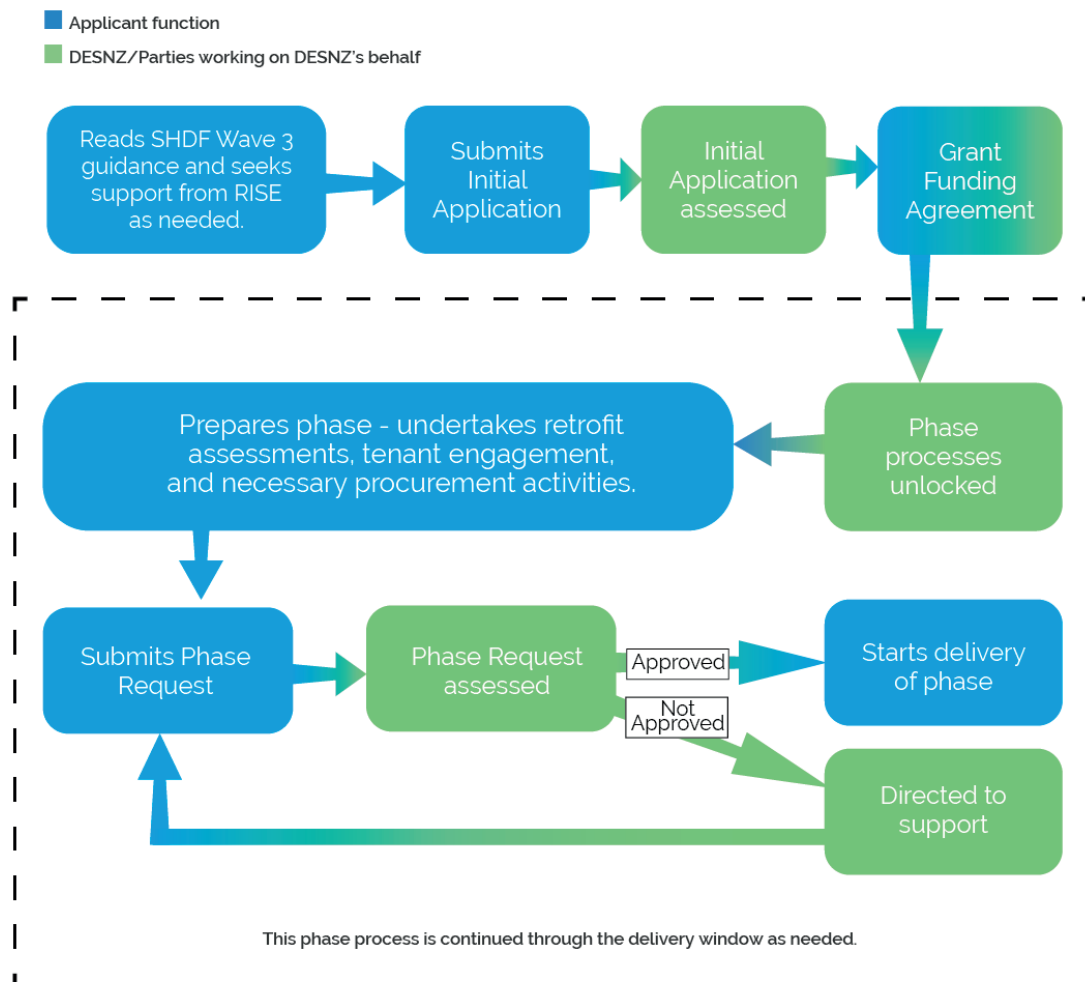 Applicant function
DESNZ/Parties working on DESNZ's behalf
Reads SHDF Wave 3
guidance and seeks
support from RISE
as needed.
Submits
Initial
Application
Initial
Application
assessed
Grant
Funding
Agreement
Prepares phase - undertakes retrofit
assessments, tenant engagement,
and necessary procurement activities.
Phase
processes
unlocked
Submits Phase
Request
Phase Request
assessed
Approved
Not
Approved
Starts delivery
of phase
Directed to
support
This phase process is continued through the delivery window as needed.